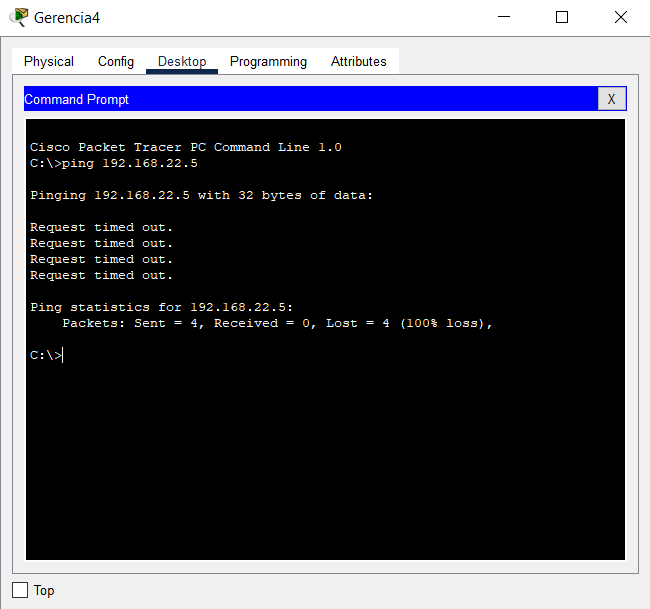 Gerencia4
Physical Config Desktop Programming Attributes
Command Prompt X
Cisco Packet Tracer PC Command Line 1.0
C:\>ping 192.168.22.5
Pinging 192.168.22.5 with 32 bytes of data:
Request timed out.
Request timed out.
Request timed out.
Request timed out.
Ping statistics for 192.168.22.5:
    Packets: Sent = 4, Received = 0, Lost = 4 (100% loss),
C:\>
Top